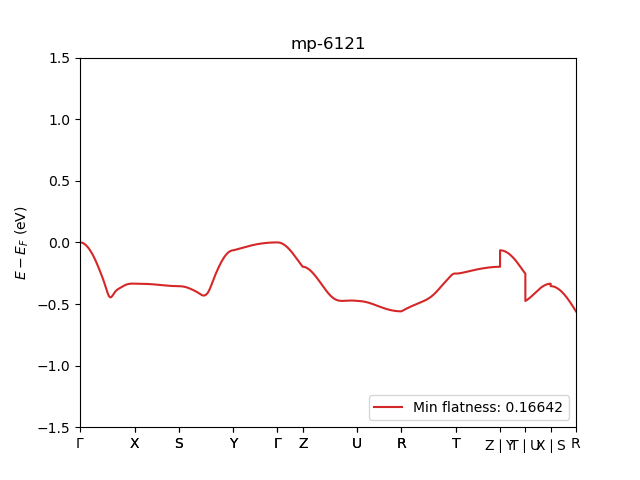 mp-6121
E − E_F (eV)
1.5
1.0
0.5
0.0
−0.5
−1.0
−1.5
Min flatness: 0.16642
Γ X S Y Γ Z U R T Z | Y T | U X | S R